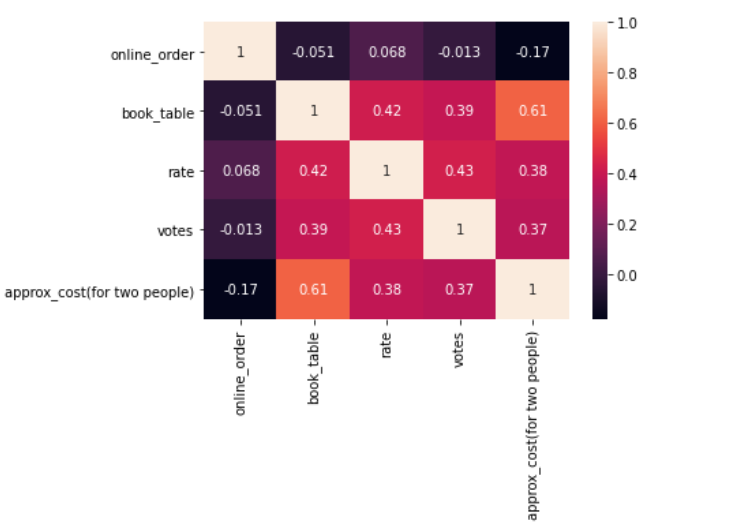 1.0
online_order 1 -0.051 0.068 -0.013 -0.17
0.8
book_table -0.051 1 0.42 0.39 0.61
0.6
rate 0.068 0.42 1 0.43 0.38
0.4
votes -0.013 0.39 0.43 1 0.37
0.2
0.0
approx_cost(for two people) -0.17 0.61 0.38 0.37 1
online_order
book_table
rate
votes
approx_cost(for two people)